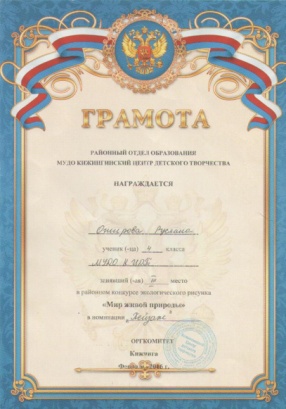 ГРАМОТА
РАЙОННЫЙ ОТДЕЛ ОБРАЗОВАНИЯ
МУДО КИЖИНГИНСКИЙ ЦЕНТР ДЕТСКОГО ТВОРЧЕСТВА
НАГРАЖДАЕТСЯ
ученик (-ца) 4 класса
занявший (-ая) место
в районном конкурсе экологического рисунка
«Мир живой природы»
в номинации „Пейзаж"
ОРГКОМИТЕТ
Кижинга